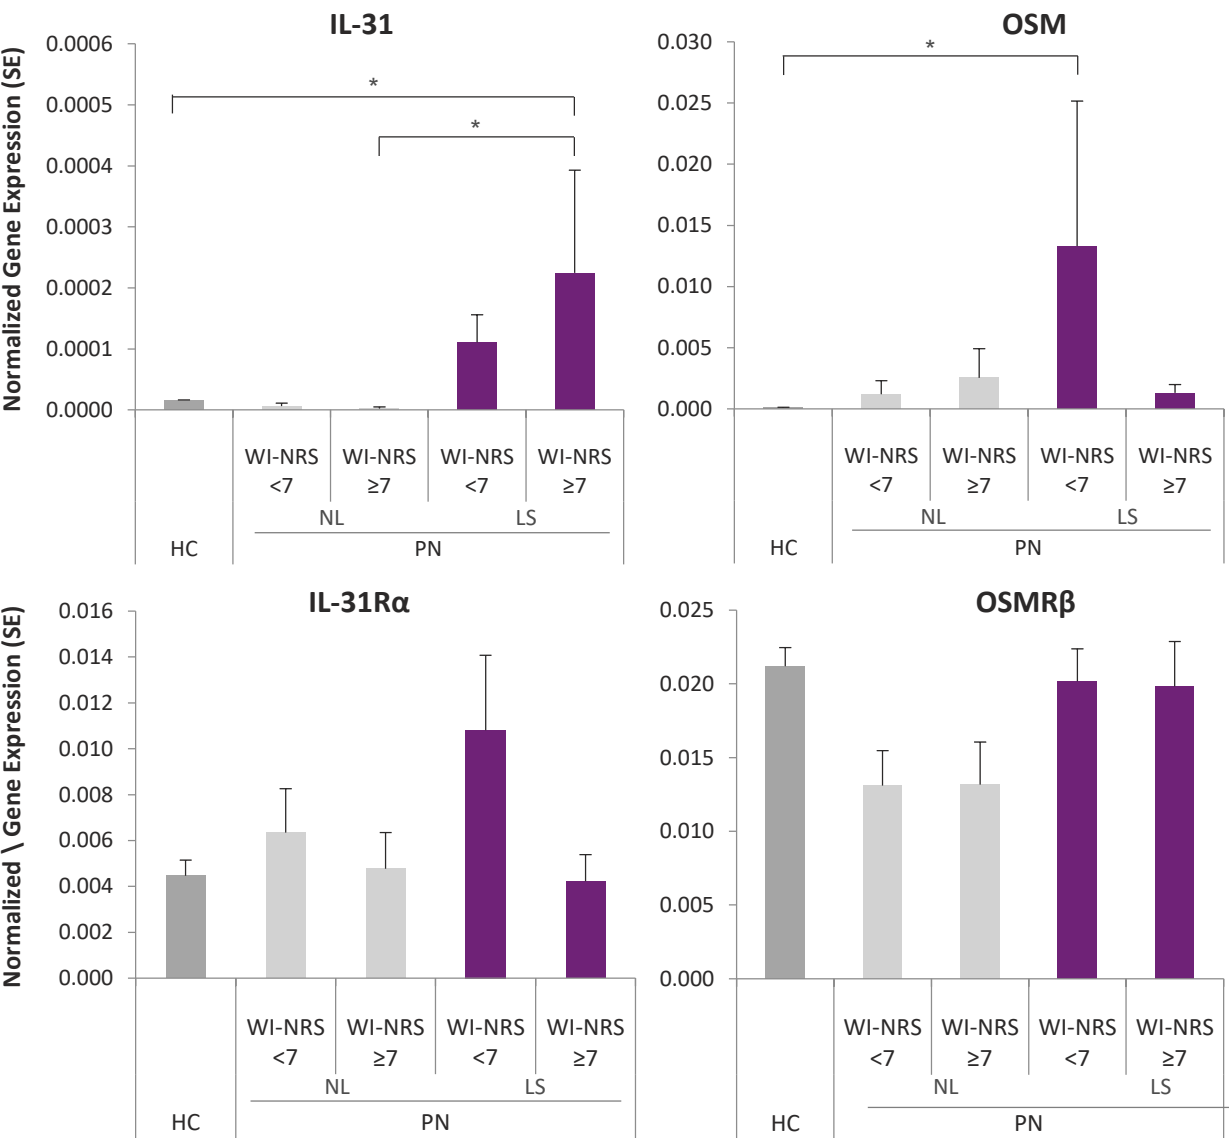 IL-31
Normalized Gene Expression (SE)
0.0006
0.0005
0.0004
0.0003
0.0002
0.0001
0.0000
*
*
WI-NRS <7
WI-NRS ≥7
WI-NRS <7
WI-NRS ≥7
NL
LS
HC
PN
OSM
0.030
0.025
0.020
0.015
0.010
0.005
0.000
*
WI-NRS <7
WI-NRS ≥7
WI-NRS <7
WI-NRS ≥7
NL
LS
HC
PN
IL-31Rα
Normalized \ Gene Expression (SE)
0.016
0.014
0.012
0.010
0.008
0.006
0.004
0.002
0.000
WI-NRS <7
WI-NRS ≥7
WI-NRS <7
WI-NRS ≥7
NL
LS
HC
PN
OSMRβ
0.025
0.020
0.015
0.010
0.005
0.000
WI-NRS <7
WI-NRS ≥7
WI-NRS <7
WI-NRS ≥7
NL
LS
HC
PN